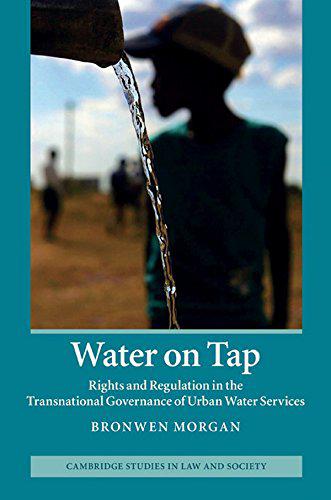 Water on Tap
Rights and Regulation in the
Transnational Governance of Urban Water Services
BRONWEN MORGAN
CAMBRIDGE STUDIES IN LAW AND SOCIETY